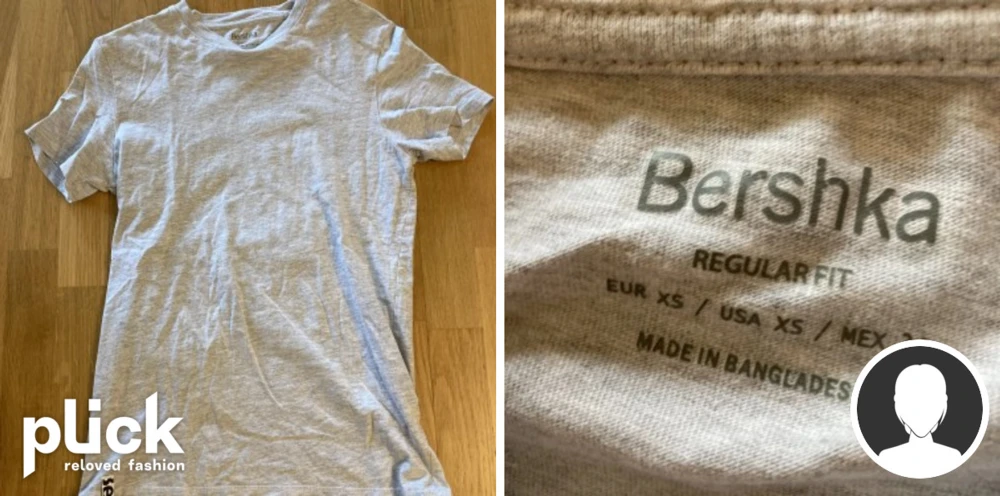 plick
reloved fashion
Bershka
REGULAR FIT
EUR XS / USA XS / MEX
MADE IN BANGLADES